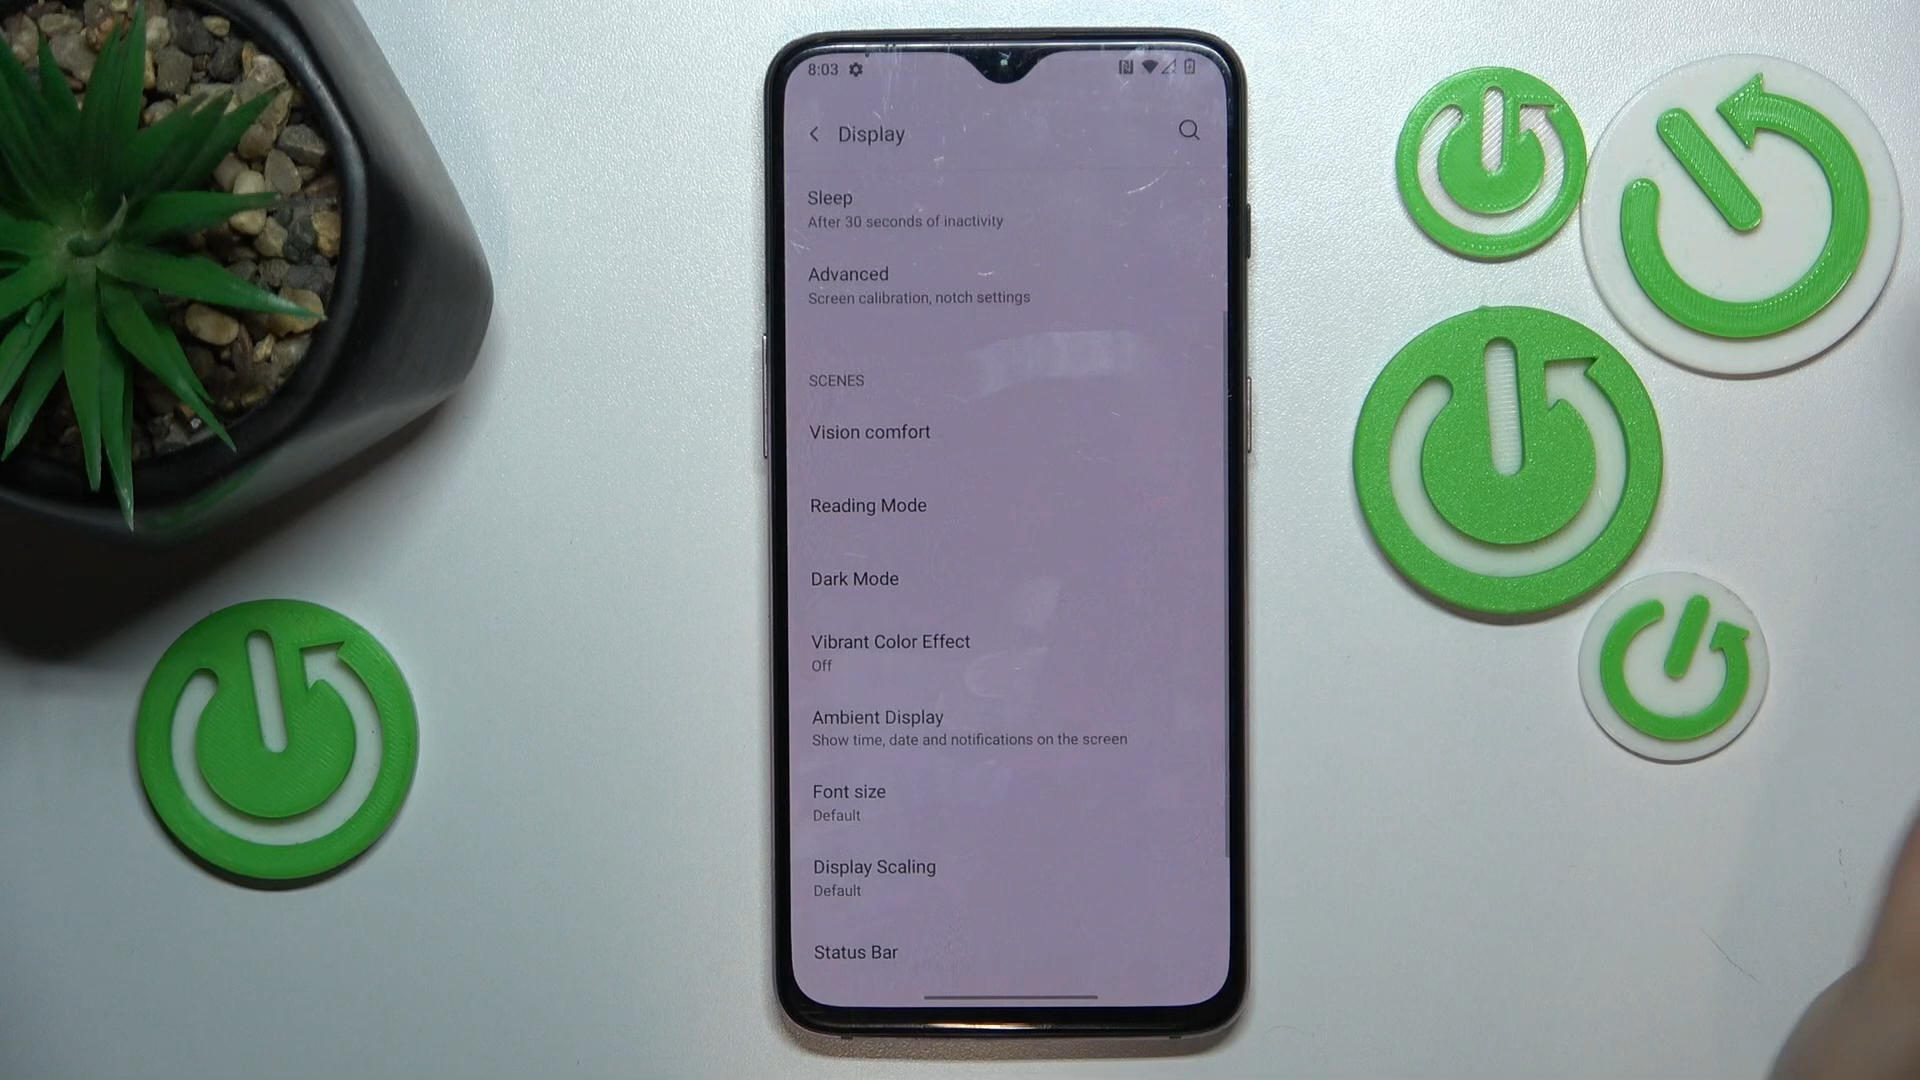 8:03
Display
Sleep
After 30 seconds of inactivity
Advanced
Screen calibration, notch settings
SCENES
Vision comfort
Reading Mode
Dark Mode
Vibrant Color Effect
Off
Ambient Display
Show time, date and notifications on the screen
Font size
Default
Display Scaling
Default
Status Bar